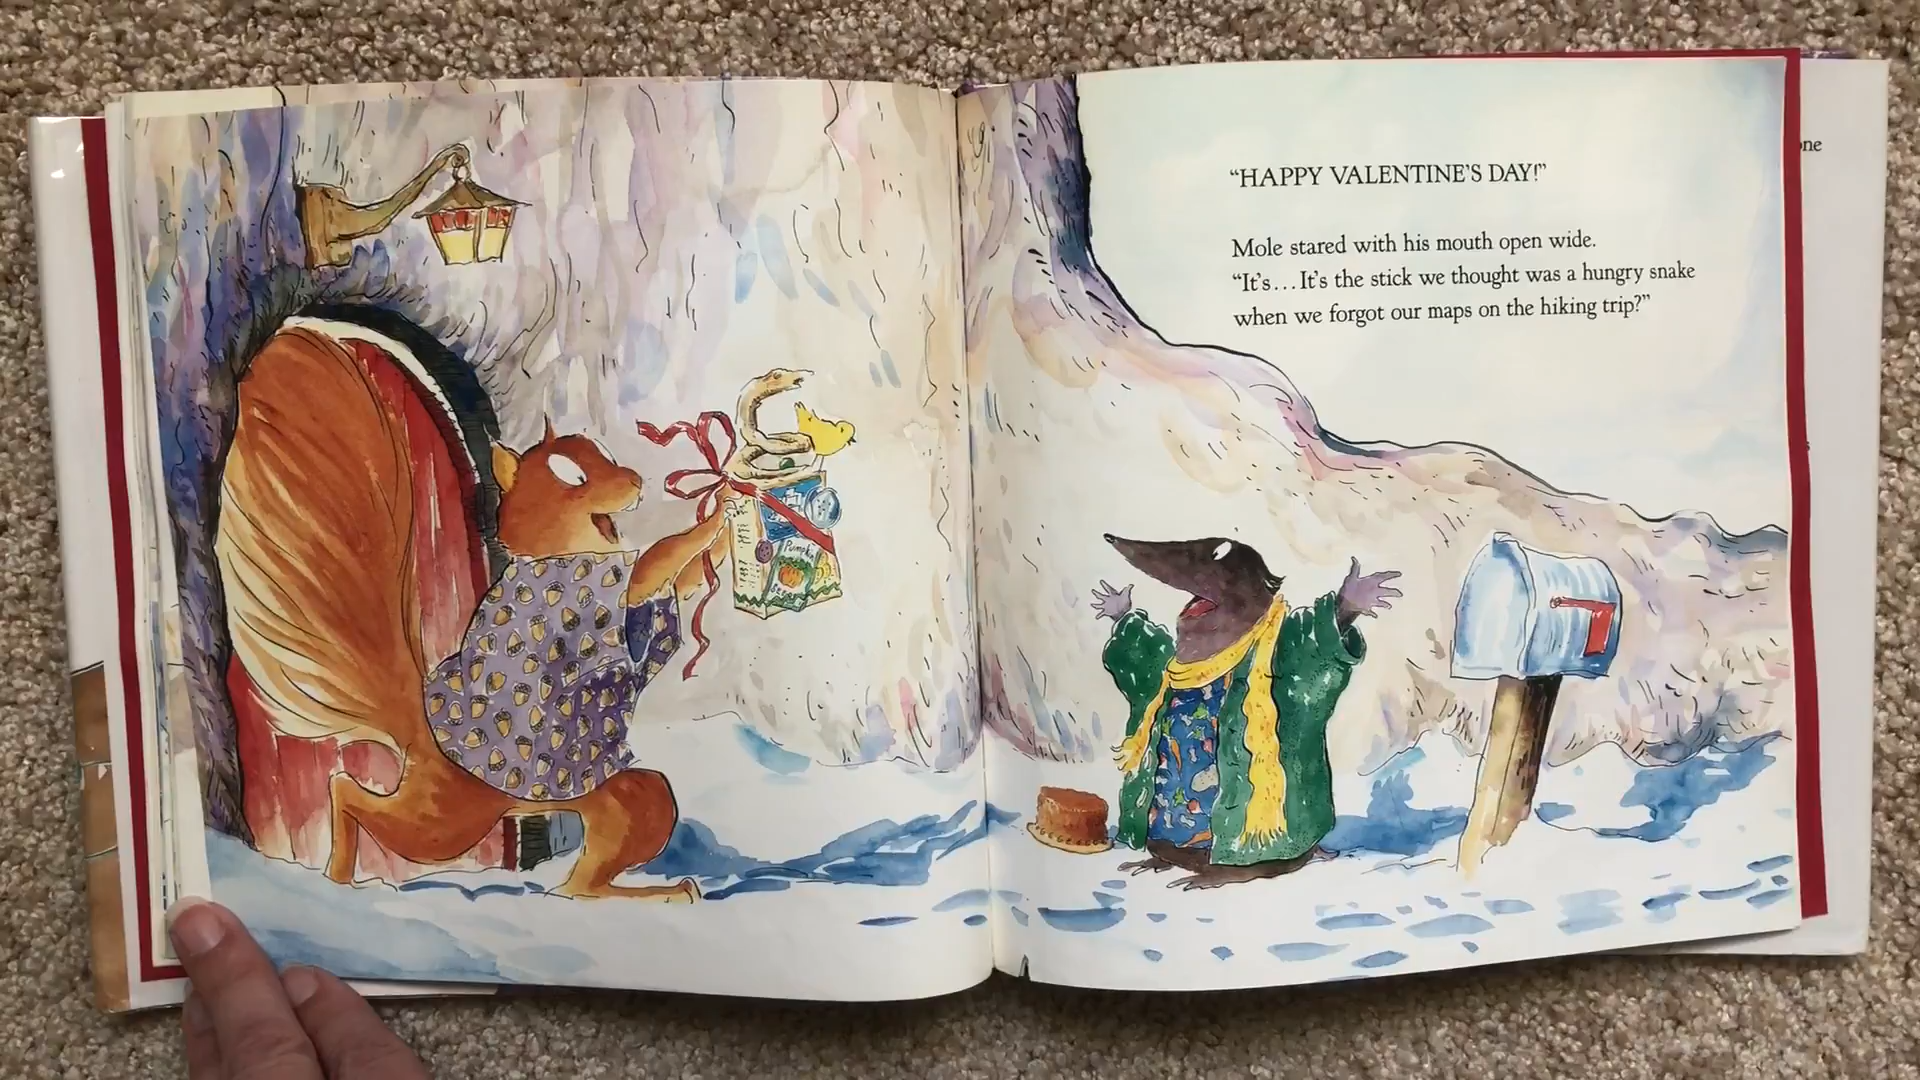 Pumpkin
"HAPPY VALENTINE'S DAY!"
Mole stared with his mouth open wide.
"It's...It's the stick we thought was a hungry snake
when we forgot our maps on the hiking trip?"